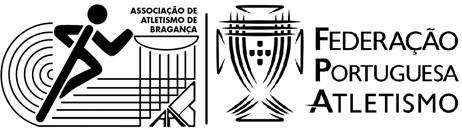 ASSOCIAÇÃO DE
ATLETISMO DE
BRAGANÇA
FEDERAÇÃO
PORTUGUESA
ATLETISMO